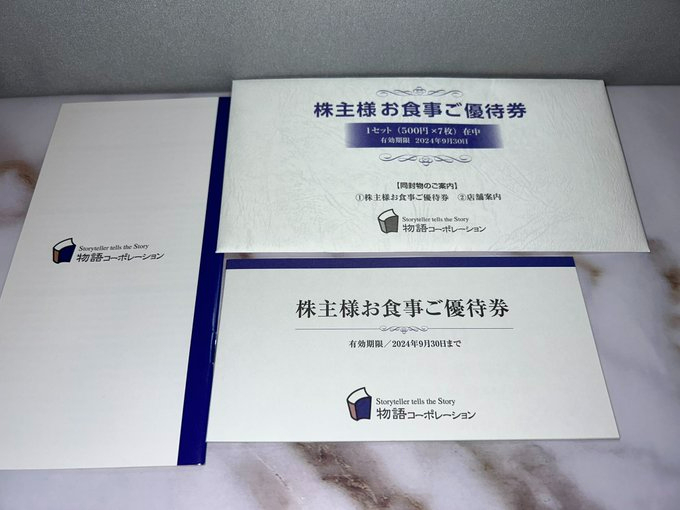 Storyteller tells the Story
物語コーポレーション
株主様お食事ご優待券
1セット（500円×7枚）在中
有効期限 2024年9月30日
【同封物のご案内】
①株主様お食事ご優待券 ②店舗案内
Storyteller tells the Story
物語コーポレーション
株主様お食事ご優待券
有効期限／2024年9月30日まで
Storyteller tells the Story
物語コーポレーション